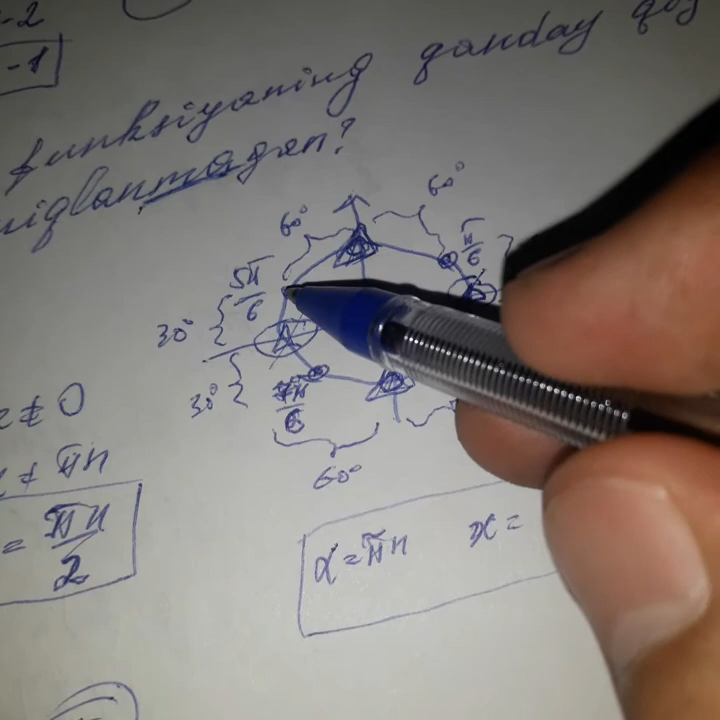 -2
-1
funksiyaning qanday
60°
60°
5π/6
π/6
30°
30°
7π/6
60°
≠ 0
≠ πn
= πn/2
x = πn x =